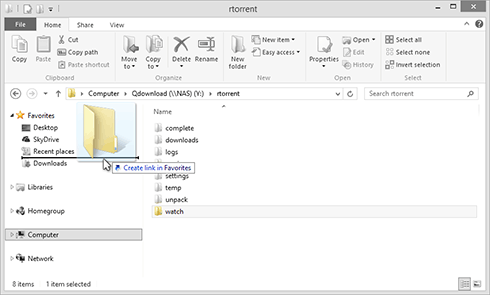 rtorrent
File Home Share View
Copy Paste
Cut
Copy path
Paste shortcut
Move to
Copy to
Delete Rename
New folder
New item
Easy access
Properties
Open
Edit
History
Select all
Select none
Invert selection
Clipboard Organize New Open Select
Computer Qdownload (\\NAS) (Y:) rtorrent
Search rtorrent
Name
Favorites
Desktop
SkyDrive
Recent places
Downloads
Libraries
Homegroup
Computer
Network
complete
downloads
logs
settings
temp
unpack
watch
Create link in Favorites
8 items 1 item selected